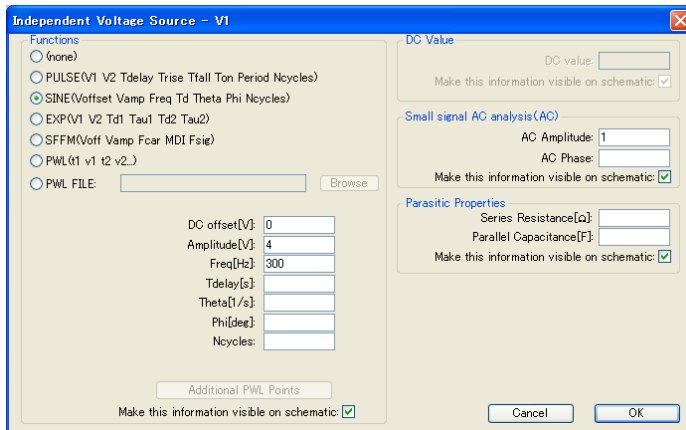 Independent Voltage Source - V1
Functions
(none)
PULSE(V1 V2 Tdelay Trise Tfall Ton Period Ncycles)
SINE(Voffset Vamp Freq Td Theta Phi Ncycles)
EXP(V1 V2 Td1 Tau1 Td2 Tau2)
SFFM(Voff Vamp Fcar MDI Fsig)
PWL(t1 v1 t2 v2...)
PWL FILE:
Browse
DC offset[V]: 0
Amplitude[V]: 4
Freq[Hz]: 300
Tdelay[s]:
Theta[1/s]:
Phi[deg]:
Ncycles:
Additional PWL Points
Make this information visible on schematic:
DC Value
DC value:
Make this information visible on schematic:
Small signal AC analysis(.AC)
AC Amplitude: 1
AC Phase:
Make this information visible on schematic:
Parasitic Properties
Series Resistance[Ω]:
Parallel Capacitance[F]:
Make this information visible on schematic:
Cancel
OK